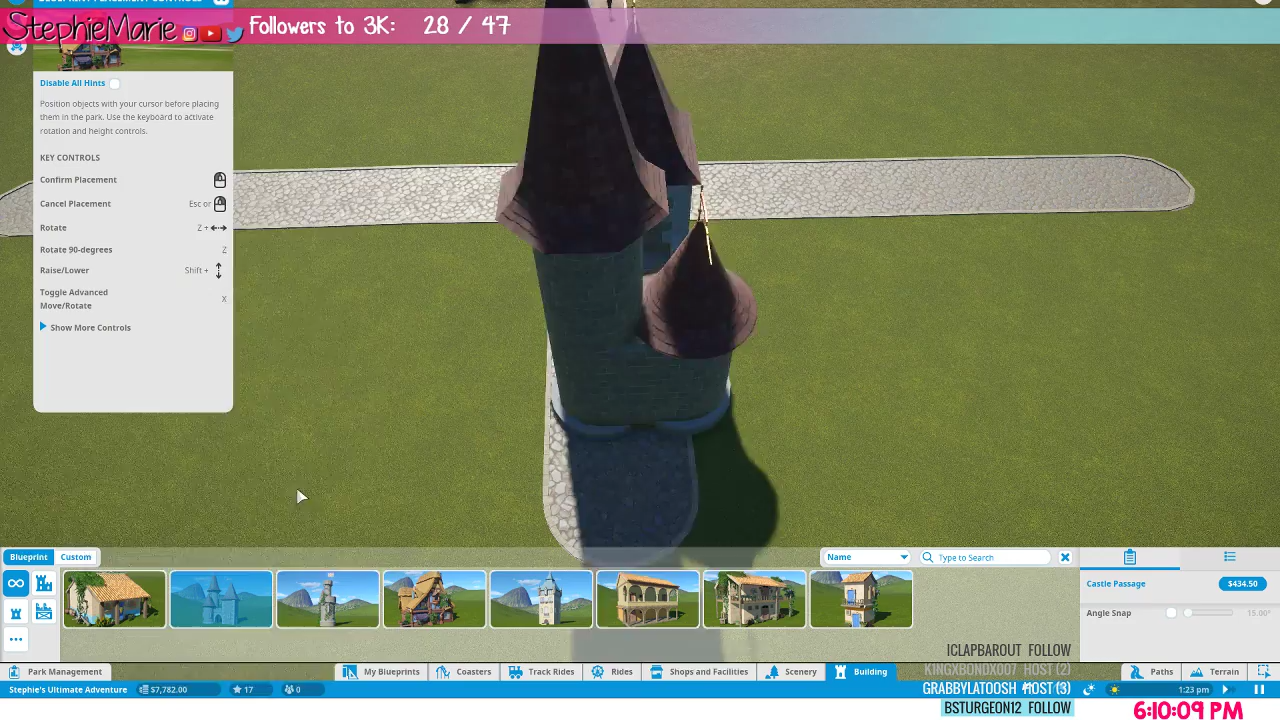 BLUEPRINT PLACEMENT CONTROLS
StephieMarie
Followers to 3K: 28 / 47
Disable All Hints
Position objects with your cursor before placing
them in the park. Use the keyboard to activate
rotation and height controls.
KEY CONTROLS
Confirm Placement
Cancel Placement Esc or
Rotate Z +
Rotate 90-degrees Z
Raise/Lower Shift +
Toggle Advanced
Move/Rotate X
Show More Controls
Blueprint Custom
Name
Type to Search
Castle Passage $434.50
Angle Snap 15.00°
ICLAPBAROUT FOLLOW
KINGXBONDX007 HOST (2)
GRABBYLATOOSH HOST (3)
BSTURGEON12 FOLLOW
Park Management
My Blueprints
Coasters
Track Rides
Rides
Shops and Facilities
Scenery
Building
Paths
Terrain
Stephie's Ultimate Adventure $7,782.00 17 0
1:23 pm
6:10:09 PM